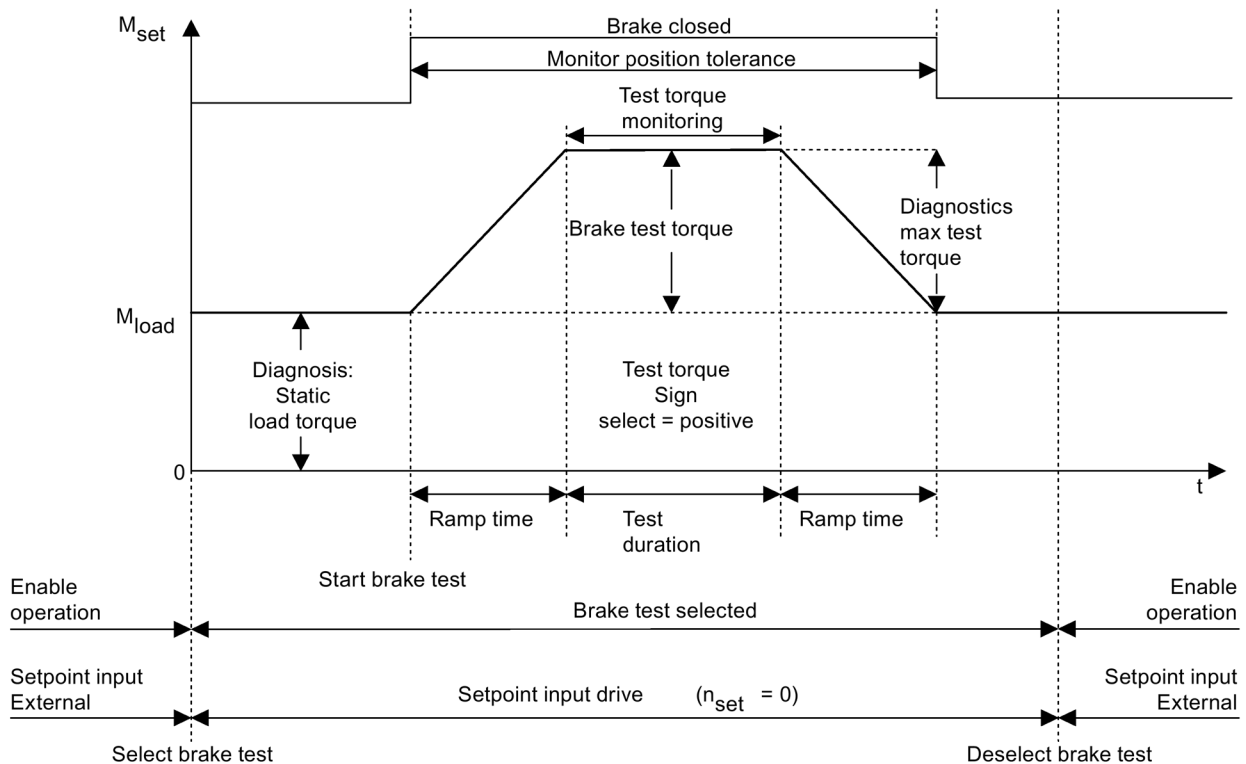 Mset
Brake closed
Monitor position tolerance
Test torque
monitoring
Brake test torque
Diagnostics
max test
torque
Mload
Diagnosis:
Static
load torque
Test torque
Sign
select = positive
0
t
Ramp time
Test
duration
Ramp time
Start brake test
Enable
operation
Brake test selected
Enable
operation
Setpoint input
External
Setpoint input drive (nset = 0)
Setpoint input
External
Select brake test
Deselect brake test